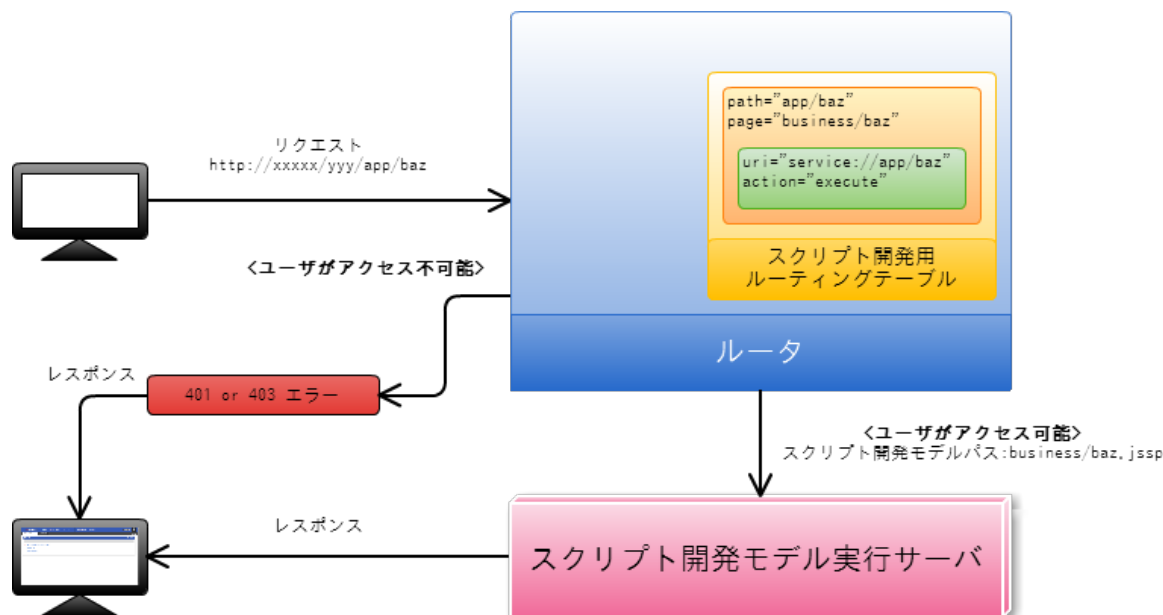 リクエスト
http://xxxxx/yyy/app/baz
path="app/baz"
page="business/baz"
uri="service://app/baz"
action="execute"
スクリプト開発用
ルーティングテーブル
ルータ
<ユーザがアクセス不可能>
レスポンス
401 or 403 エラー
<ユーザがアクセス可能>
スクリプト開発モデルパス:business/baz.jssp
レスポンス
スクリプト開発モデル実行サーバ